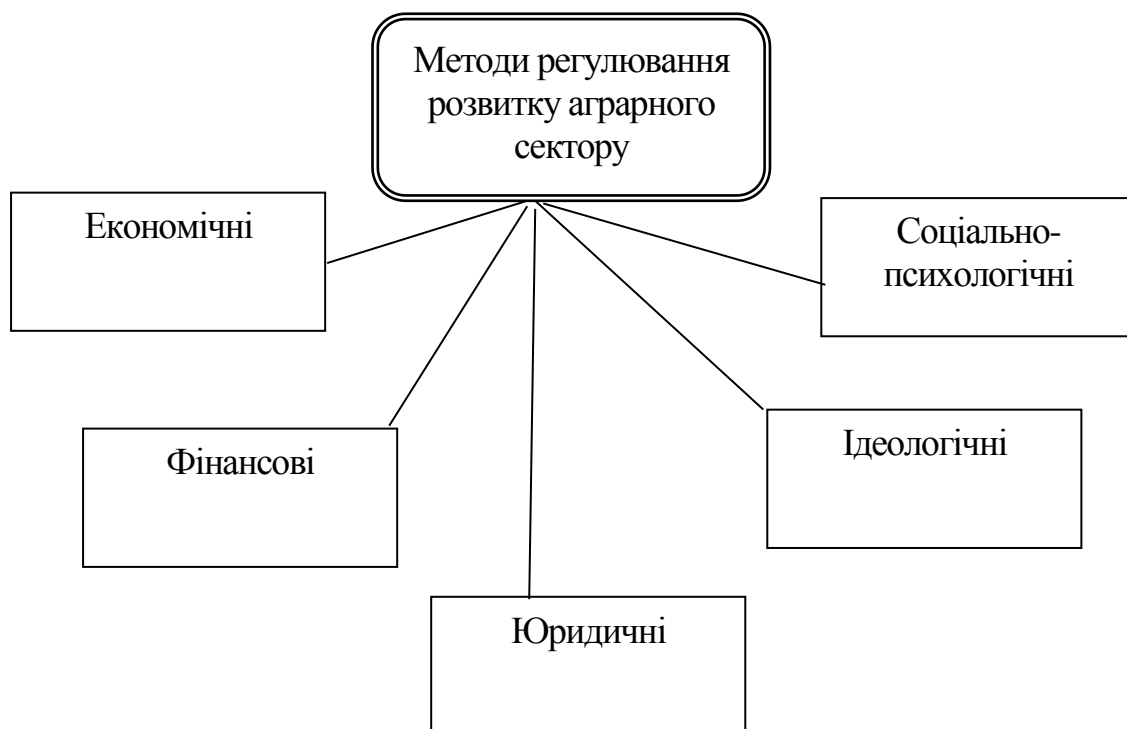 Методи регулювання
розвитку аграрного
сектору
Економічні
Соціально-
психологічні
Фінансові
Ідеологічні
Юридичні